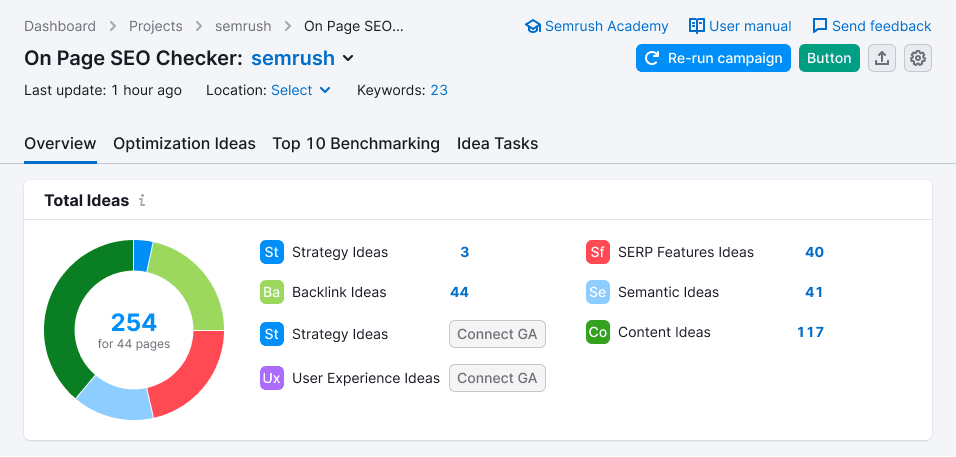 Dashboard Projects semrush On Page SEO... Semrush Academy User manual Send feedback
On Page SEO Checker: semrush Re-run campaign Button
Last update: 1 hour ago Location: Select Keywords: 23
Overview Optimization Ideas Top 10 Benchmarking Idea Tasks
Total Ideas i
254
for 44 pages
St Strategy Ideas 3
Ba Backlink Ideas 44
St Strategy Ideas Connect GA
Ux User Experience Ideas Connect GA
Sf SERP Features Ideas 40
Se Semantic Ideas 41
Co Content Ideas 117